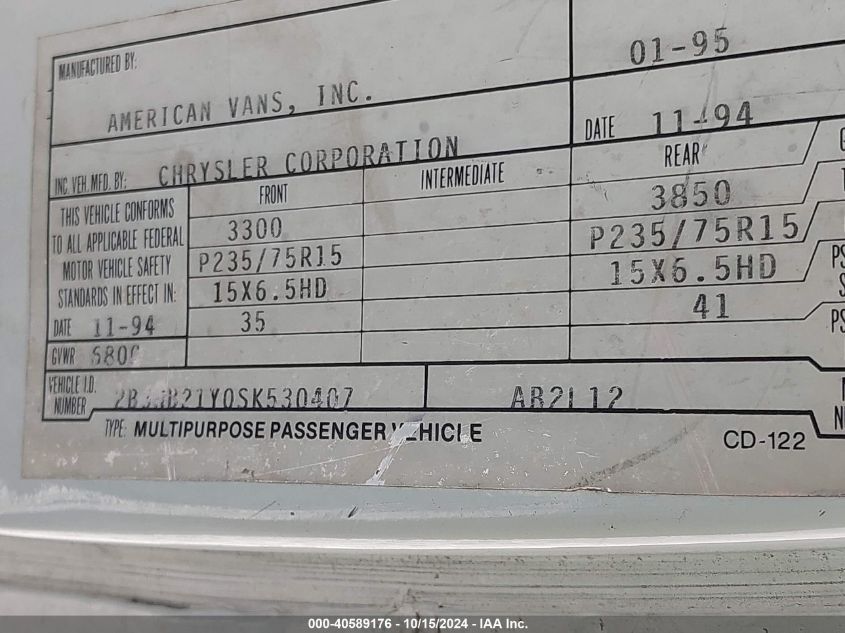 MANUFACTURED BY:
AMERICAN VANS, INC.
01-95
INC. VEH. MFD. BY: CHRYSLER CORPORATION
DATE 11-94
THIS VEHICLE CONFORMS
TO ALL APPLICABLE FEDERAL
MOTOR VEHICLE SAFETY
STANDARDS IN EFFECT IN:
DATE 11-94
FRONT INTERMEDIATE REAR
3300 3850
P235/75R15 P235/75R15
15X6.5HD 15X6.5HD
35 41
GVWR
VEHICLE I.D.
NUMBER
AB2L12
TYPE: MULTIPURPOSE PASSENGER VEHICLE
CD-122
000-40589176 - 10/15/2024 - IAA Inc.